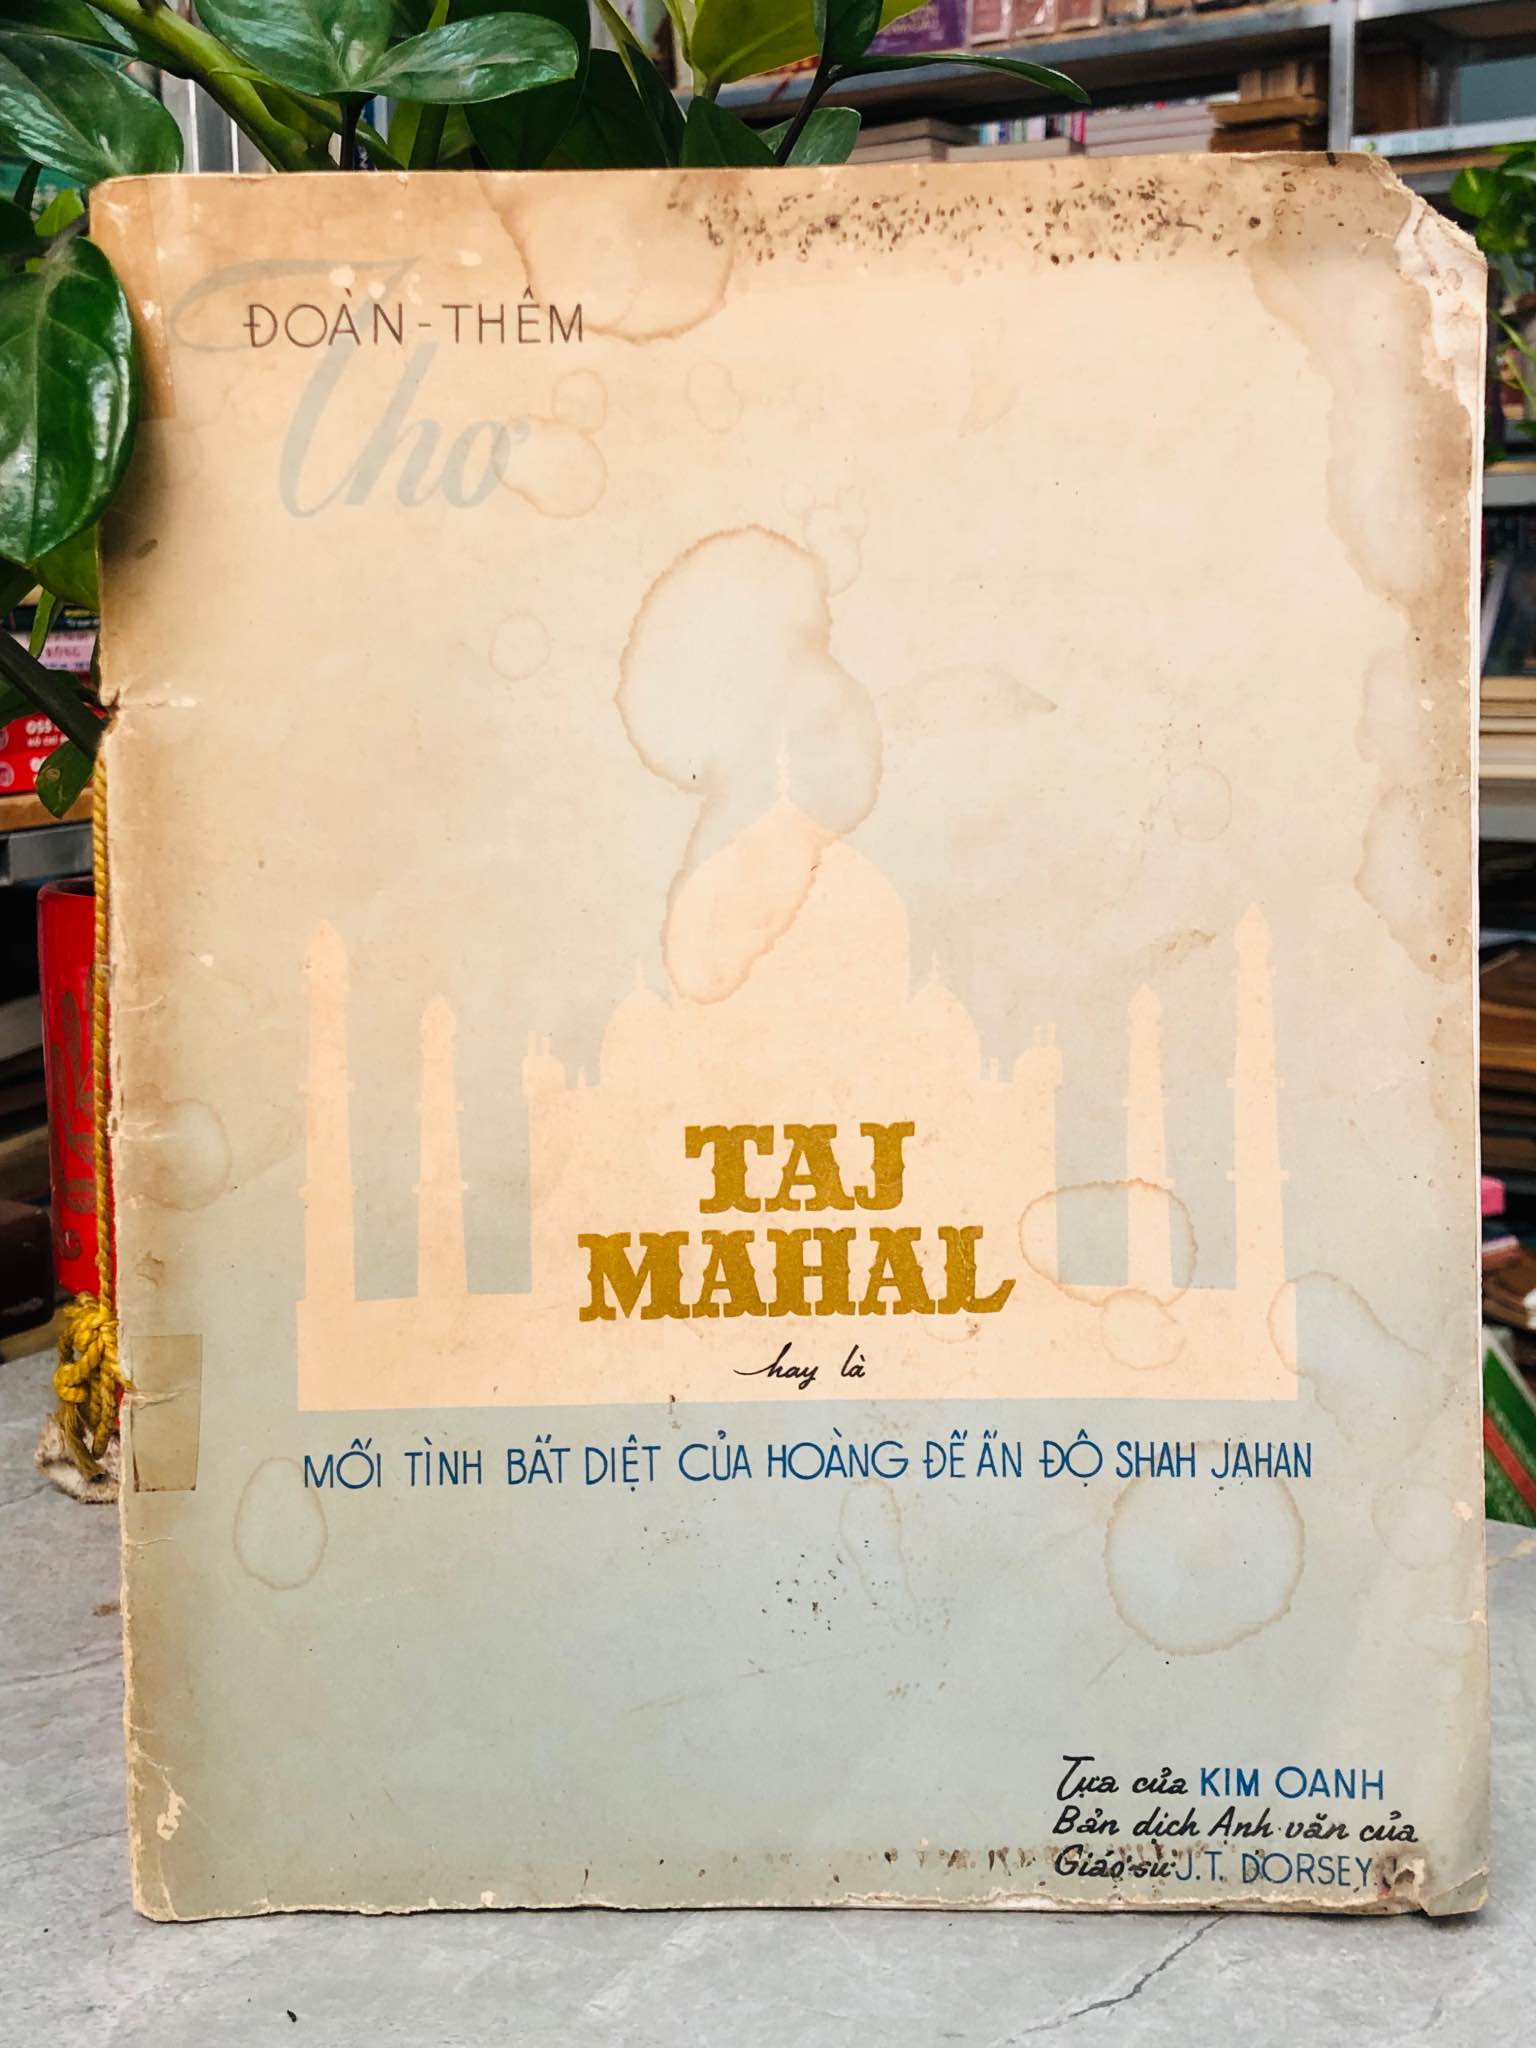 ĐOÀN-THÊM
Thơ
TAJ
MAHAL
hay là
MỐI TÌNH BẤT DIỆT CỦA HOÀNG ĐẾ ẤN ĐỘ SHAH JAHAN
Tựa của KIM OANH
Bản dịch Anh-văn của
Giáo-sư J.T. DORSEY